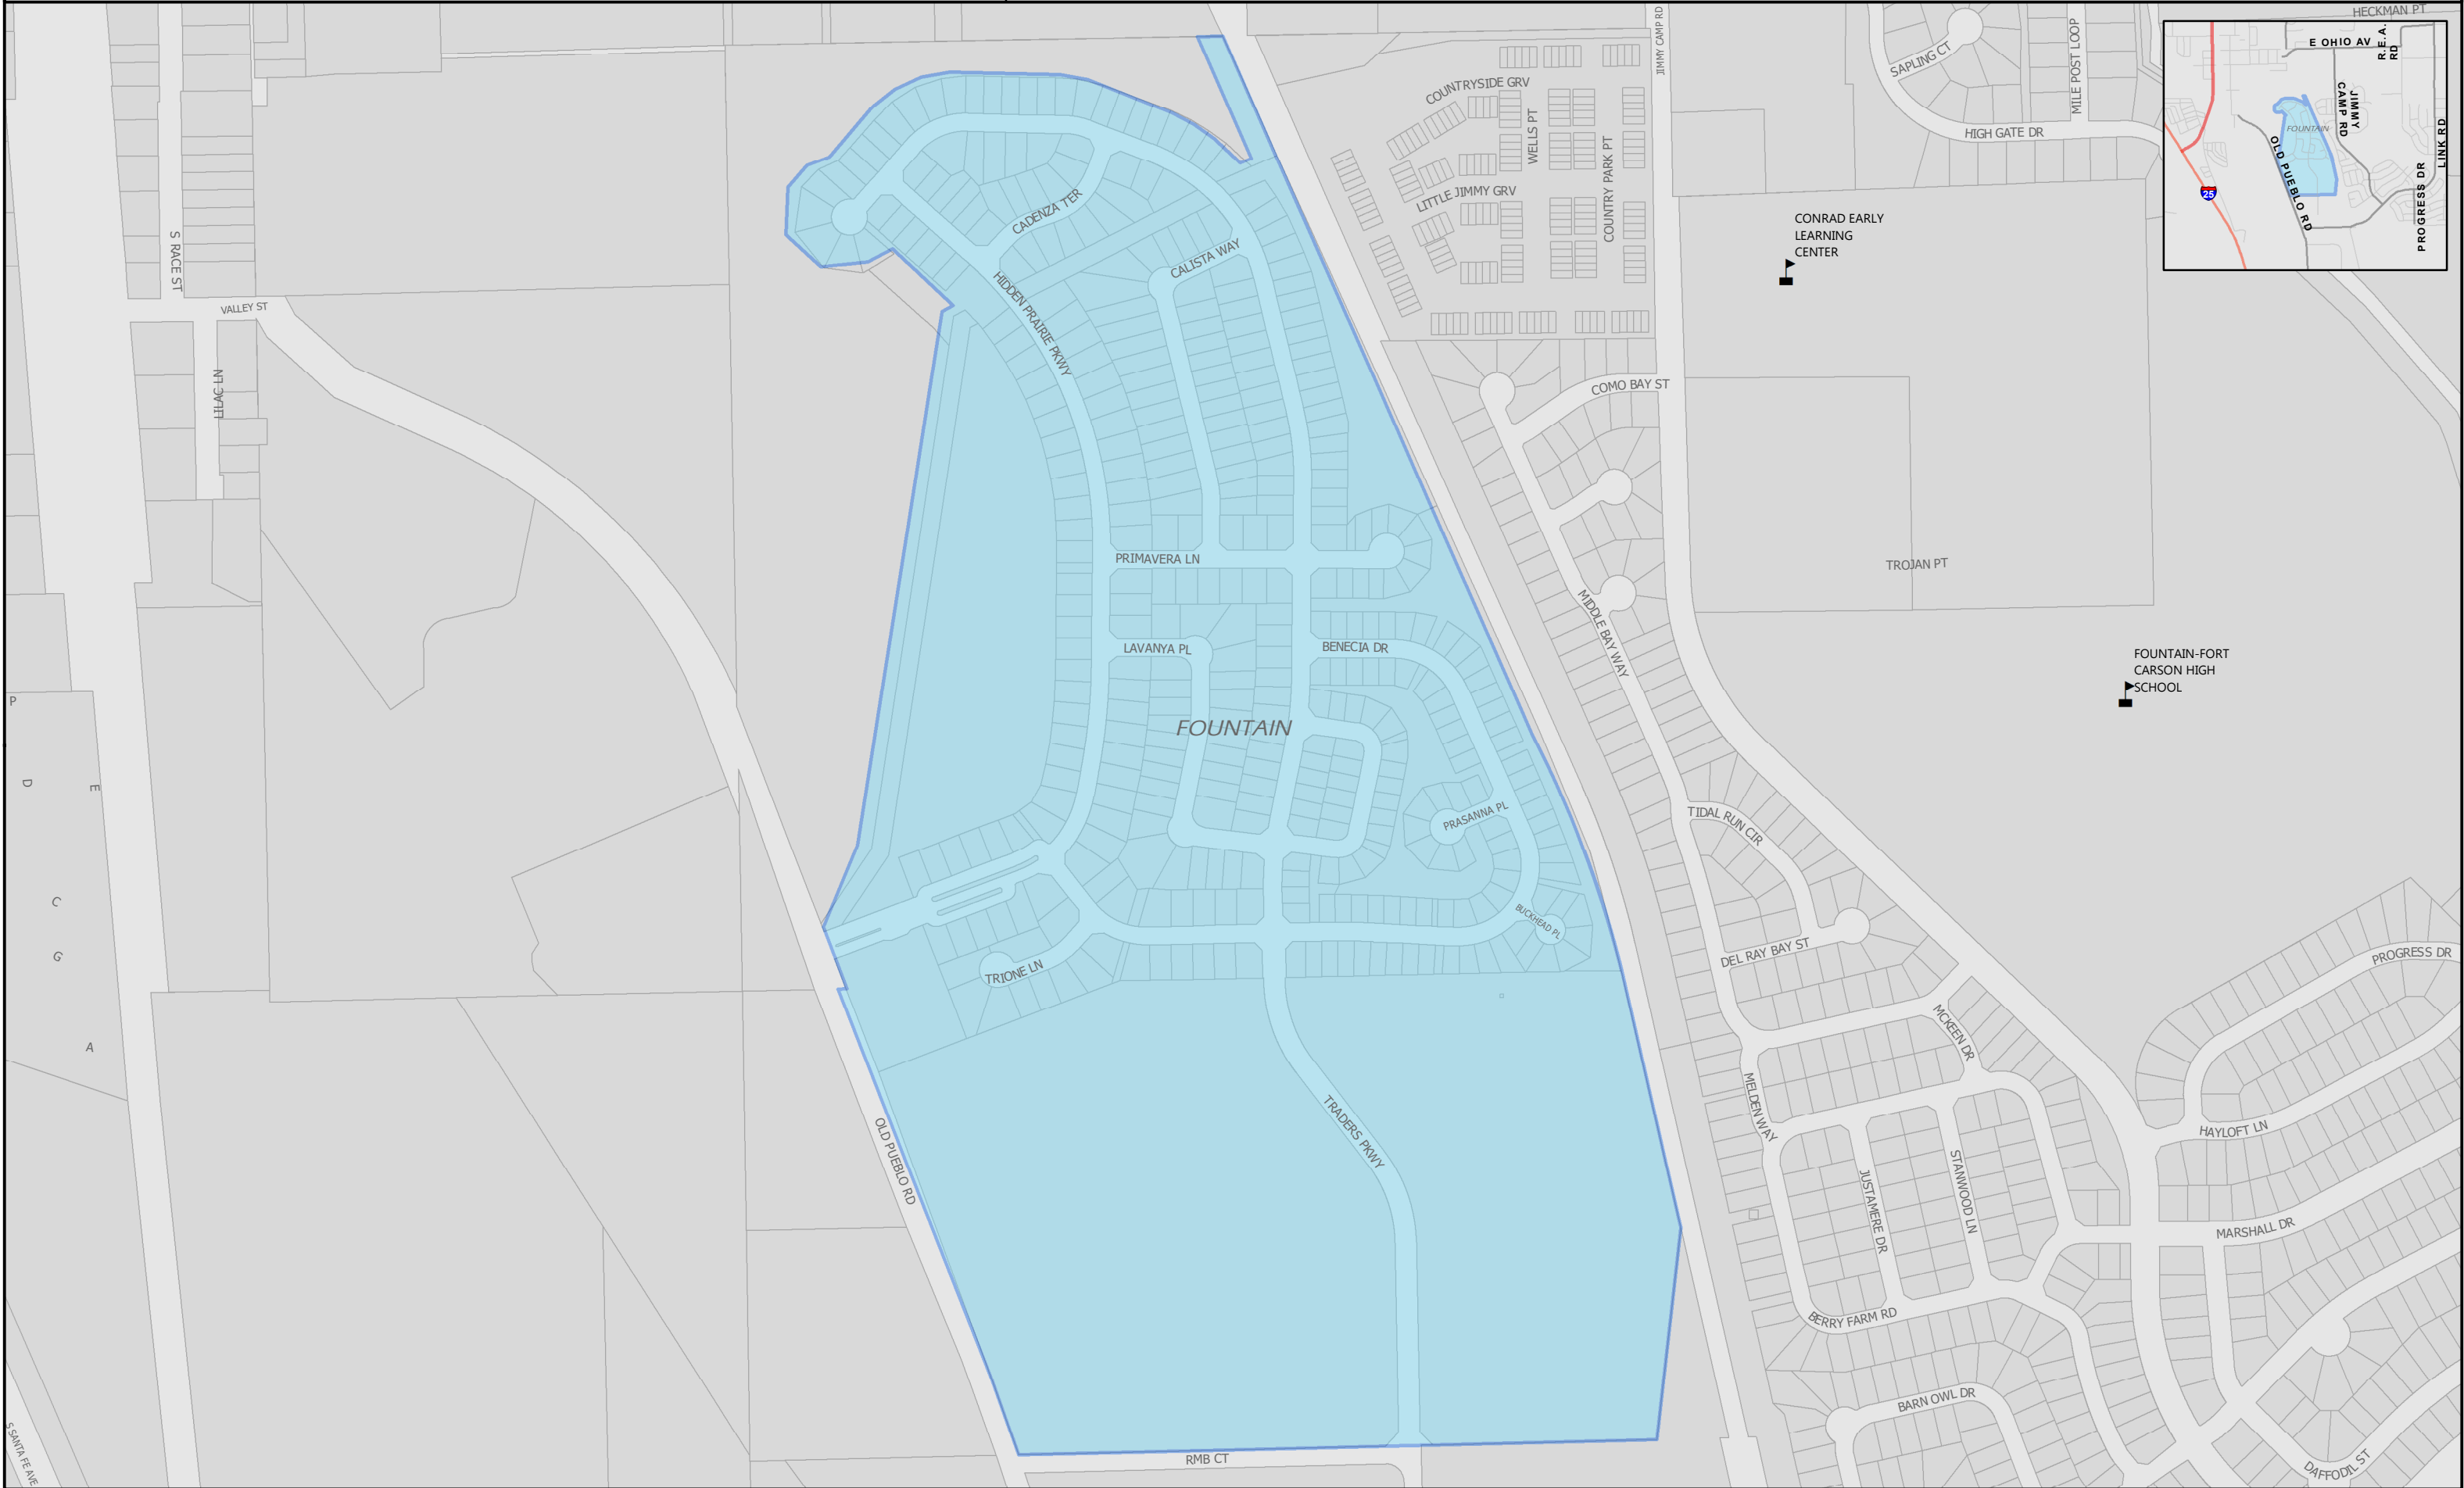 HECKMAN PT
SAPLING CT
MILE POST LOOP
HIGH GATE DR
JIMMY CAMP RD
COUNTRYSIDE GRV
WELLS PT
COUNTRY PARK PT
LITTLE JIMMY GRV
E OHIO AV
R.E.A.
RD
JIMMY
CAMP RD
LINK RD
FOUNTAIN
OLD PUEBLO RD
PROGRESS DR
25
CONRAD EARLY
LEARNING
CENTER
S RACE ST
VALLEY ST
LILAC LN
CADENZA TER
CALISTA WAY
HIDDEN PRAIRIE PKWY
COMO BAY ST
PRIMAVERA LN
TROJAN PT
MIDDLE BAY WAY
LAVANYA PL
BENECIA DR
FOUNTAIN-FORT
CARSON HIGH
SCHOOL
FOUNTAIN
P
D
E
C
G
A
PRASANNA PL
TIDAL RUN CIR
BUCKHEAD PL
TRIONE LN
DEL RAY BAY ST
PROGRESS DR
MCKEEN DR
MELDEN WAY
TRADERS PKWY
HAYLOFT LN
OLD PUEBLO RD
JUSTAMERE DR
STANWOOD LN
MARSHALL DR
BERRY FARM RD
BARN OWL DR
S SANTA FE AVE
RMB CT
DAFFODIL ST